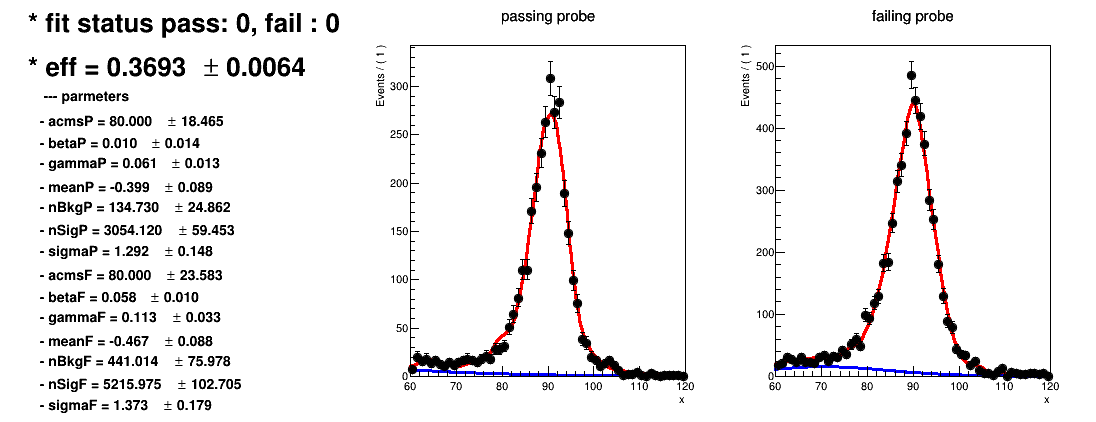 * fit status pass: 0, fail : 0
* eff = 0.3693 ± 0.0064
--- parmeters
- acmsP = 80.000 ± 18.465
- betaP = 0.010 ± 0.014
- gammaP = 0.061 ± 0.013
- meanP = -0.399 ± 0.089
- nBkgP = 134.730 ± 24.862
- nSigP = 3054.120 ± 59.453
- sigmaP = 1.292 ± 0.148
- acmsF = 80.000 ± 23.583
- betaF = 0.058 ± 0.010
- gammaF = 0.113 ± 0.033
- meanF = -0.467 ± 0.088
- nBkgF = 441.014 ± 75.978
- nSigF = 5215.975 ± 102.705
- sigmaF = 1.373 ± 0.179
passing probe
Events / ( 1 )
300
250
200
150
100
50
0
60 70 80 90 100 110 120
x
failing probe
Events / ( 1 )
500
400
300
200
100
0
60 70 80 90 100 110 120
x